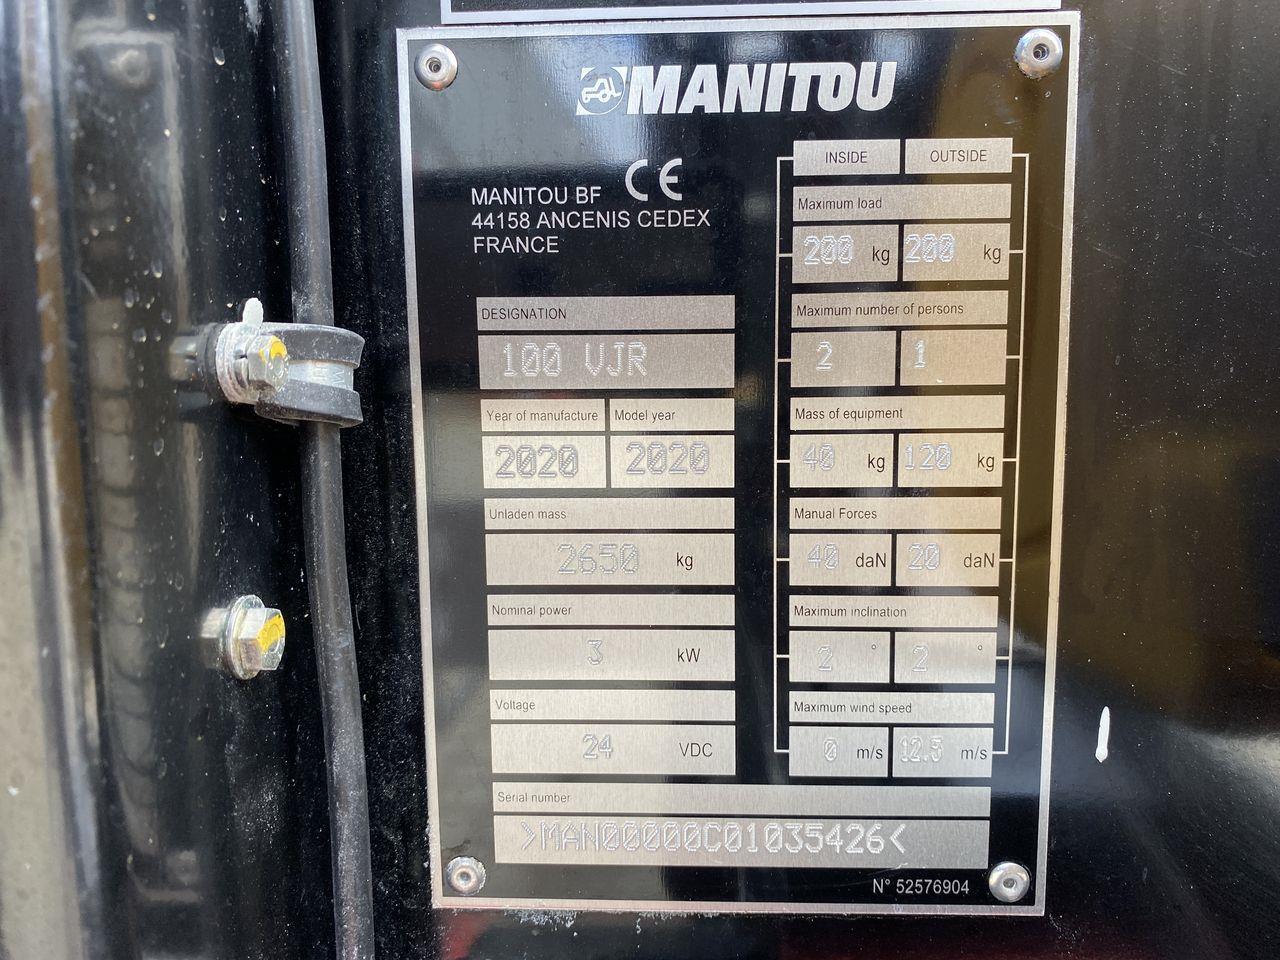 MANITOU
CE
MANITOU BF
44158 ANCENIS CEDEX
FRANCE
DESIGNATION
100 VJR
Year of manufacture Model year
2020 2020
Unladen mass
2650 kg
Nominal power
3 kW
Voltage
24 VDC
INSIDE OUTSIDE
Maximum load
200 kg 200 kg
Maximum number of persons
2 1
Mass of equipment
40 kg 120 kg
Manual Forces
40 daN 20 daN
Maximum inclination
2 ° 2 °
Maximum wind speed
0 m/s 12.5 m/s
Serial number
>MAN00000C01035426<
N° 52576904